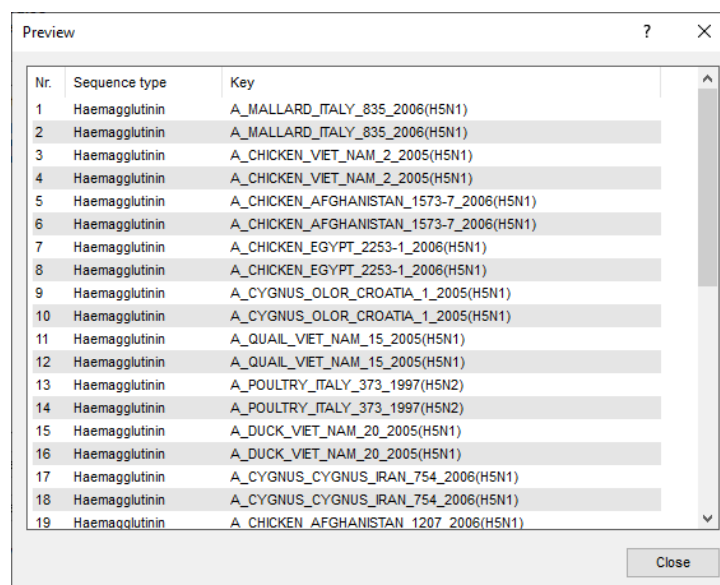 Preview
? ×
Nr. Sequence type Key
1 Haemagglutinin A_MALLARD_ITALY_835_2006(H5N1)
2 Haemagglutinin A_MALLARD_ITALY_835_2006(H5N1)
3 Haemagglutinin A_CHICKEN_VIET_NAM_2_2005(H5N1)
4 Haemagglutinin A_CHICKEN_VIET_NAM_2_2005(H5N1)
5 Haemagglutinin A_CHICKEN_AFGHANISTAN_1573-7_2006(H5N1)
6 Haemagglutinin A_CHICKEN_AFGHANISTAN_1573-7_2006(H5N1)
7 Haemagglutinin A_CHICKEN_EGYPT_2253-1_2006(H5N1)
8 Haemagglutinin A_CHICKEN_EGYPT_2253-1_2006(H5N1)
9 Haemagglutinin A_CYGNUS_OLOR_CROATIA_1_2005(H5N1)
10 Haemagglutinin A_CYGNUS_OLOR_CROATIA_1_2005(H5N1)
11 Haemagglutinin A_QUAIL_VIET_NAM_15_2005(H5N1)
12 Haemagglutinin A_QUAIL_VIET_NAM_15_2005(H5N1)
13 Haemagglutinin A_POULTRY_ITALY_373_1997(H5N2)
14 Haemagglutinin A_POULTRY_ITALY_373_1997(H5N2)
15 Haemagglutinin A_DUCK_VIET_NAM_20_2005(H5N1)
16 Haemagglutinin A_DUCK_VIET_NAM_20_2005(H5N1)
17 Haemagglutinin A_CYGNUS_CYGNUS_IRAN_754_2006(H5N1)
18 Haemagglutinin A_CYGNUS_CYGNUS_IRAN_754_2006(H5N1)
19 Haemagglutinin A_CHICKEN_AFGHANISTAN_1207_2006(H5N1)
Close